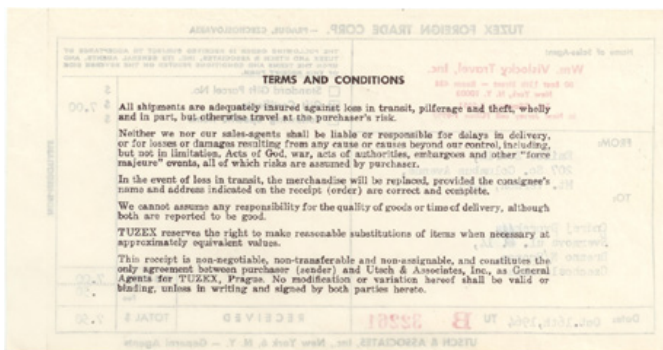 TERMS AND CONDITIONS
All shipments are adequately insured against loss in transit, pilferage and theft, wholly
and in part, but otherwise travel at the purchaser's risk.
Neither we nor our sales-agents shall be liable or responsible for delays in delivery,
or for losses or damages resulting from any cause or causes beyond our control, including,
but not in limitation, Acts of God, war, acts of authorities, embargoes and other "force
majeure" events, all of which risks are assumed by purchaser.
In the event of loss in transit, the merchandise will be replaced, provided the consignee's
name and address indicated on the receipt (order) are correct and complete.
We cannot assume any responsibility for the quality of goods or time of delivery, although
both are reported to be good.
TUZEX reserves the right to make reasonable substitutions of items when necessary at
approximately equivalent values.
This receipt is non-negotiable, non-transferable and non-assignable, and constitutes the
only agreement between purchaser (sender) and Utsch & Associates, Inc., as General
Agents for TUZEX, Prague. No modification or variation hereof shall be valid or
binding, unless in writing and signed by both parties hereto.